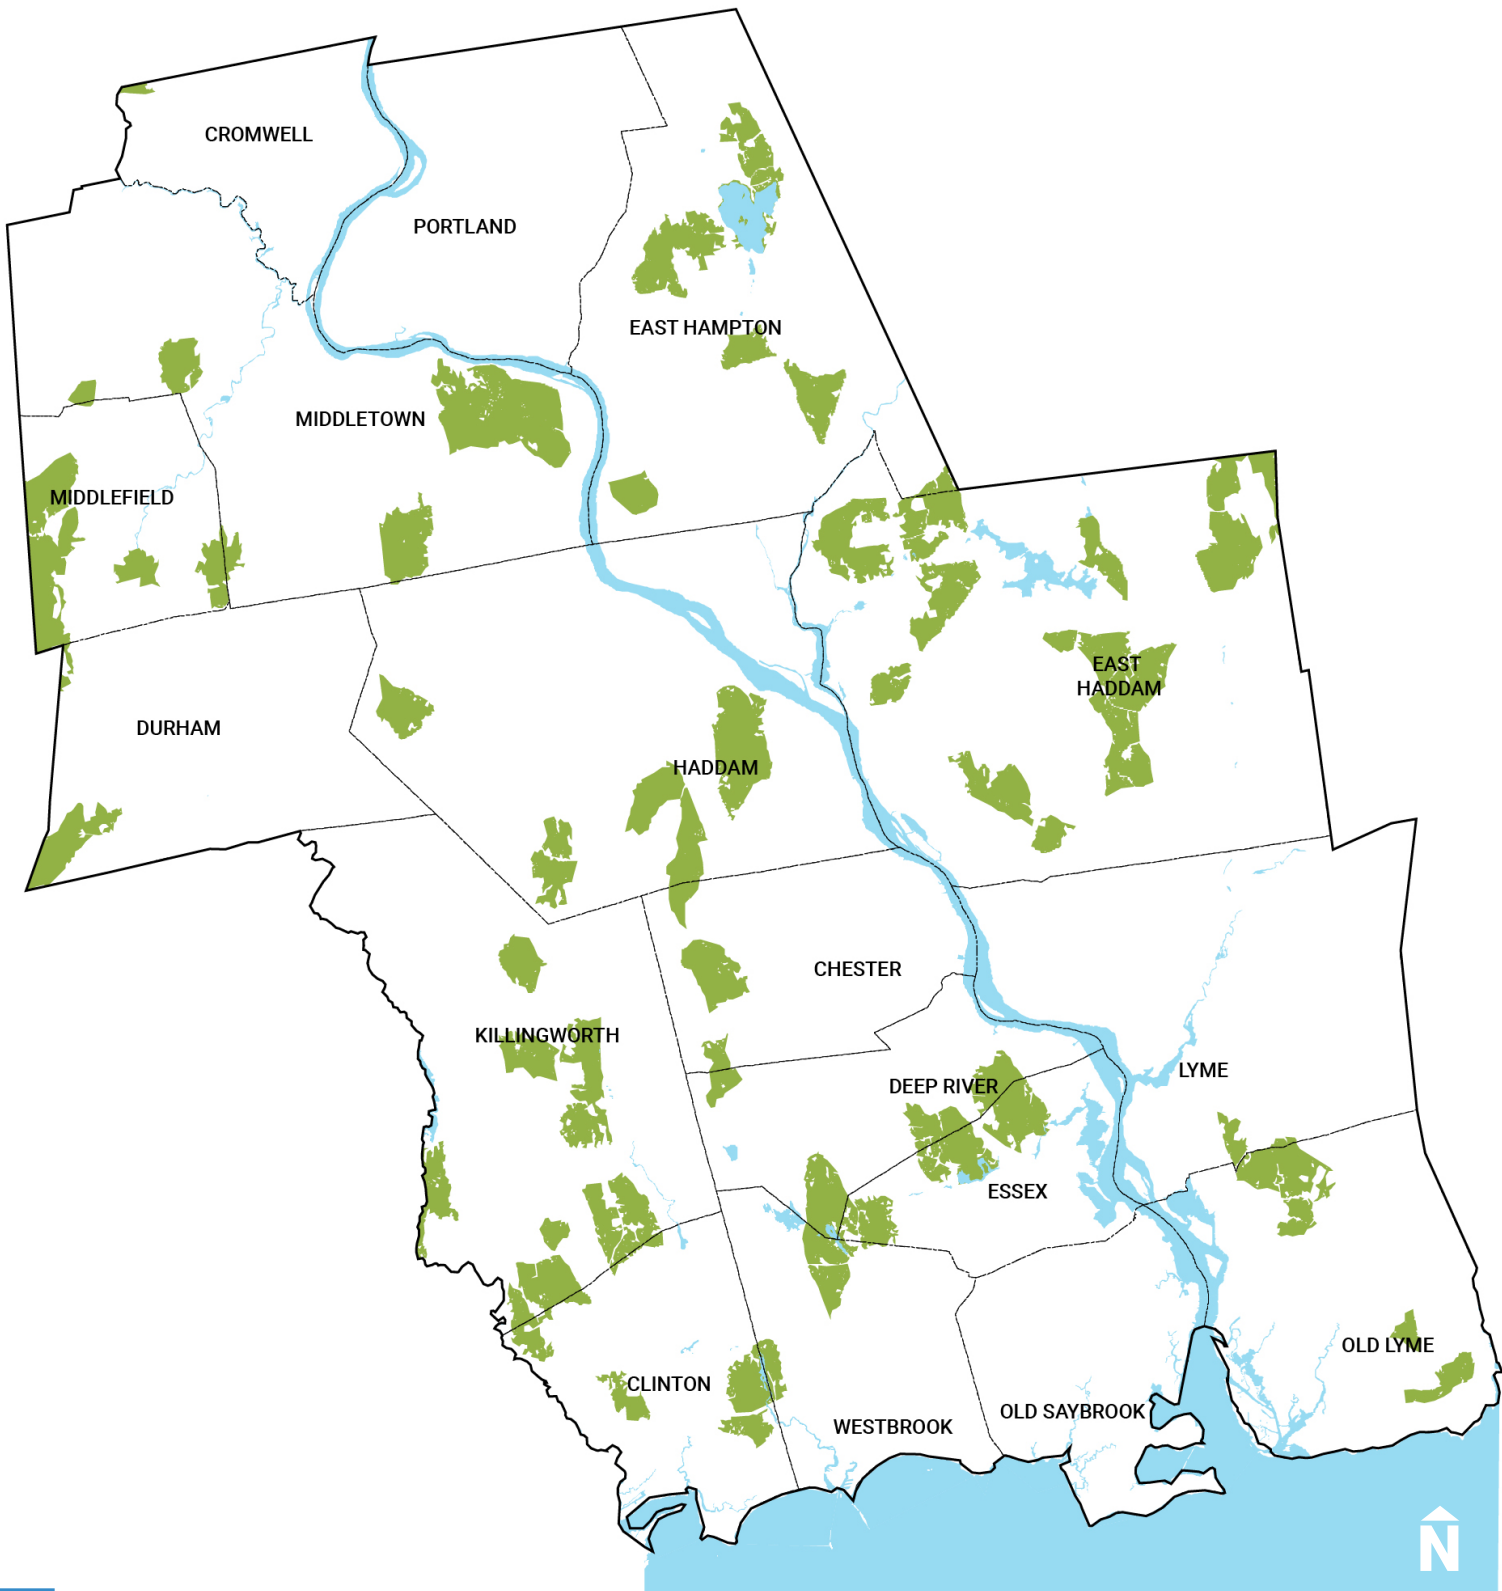 CROMWELL
PORTLAND
EAST HAMPTON
MIDDLETOWN
MIDDLEFIELD
EAST
HADDAM
DURHAM
HADDAM
CHESTER
KILLINGWORTH
LYME
DEEP RIVER
ESSEX
OLD LYME
CLINTON
OLD SAYBROOK
WESTBROOK
N